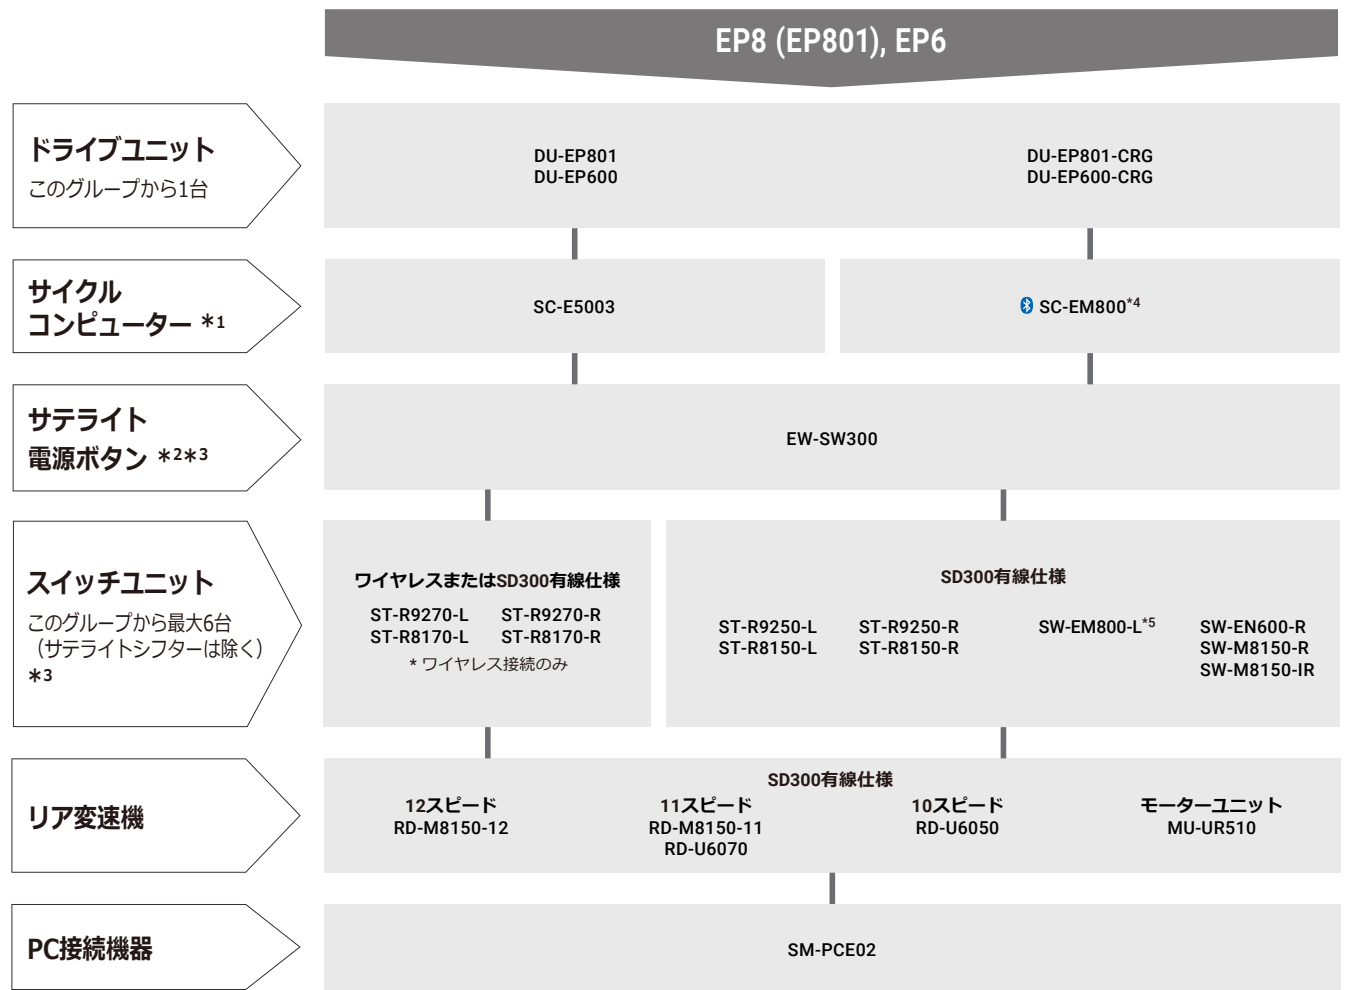 EP8 (EP801), EP6
ドライブユニット
このグループから1台
DU-EP801
DU-EP600
DU-EP801-CRG
DU-EP600-CRG
サイクル
コンピューター *1
SC-E5003
SC-EM800*4
サテライト
電源ボタン *2*3
EW-SW300
スイッチユニット
このグループから最大6台
（サテライトシフターは除く）
*3
ワイヤレスまたはSD300有線仕様
ST-R9270-L ST-R9270-R
ST-R8170-L ST-R8170-R
* ワイヤレス接続のみ
SD300有線仕様
ST-R9250-L ST-R9250-R SW-EM800-L*5 SW-EN600-R
ST-R8150-L ST-R8150-R SW-M8150-R
SW-M8150-IR
リア変速機
SD300有線仕様
12スピード 11スピード 10スピード モーターユニット
RD-M8150-12 RD-M8150-11 RD-U6050 MU-UR510
RD-U6070
PC接続機器
SM-PCE02